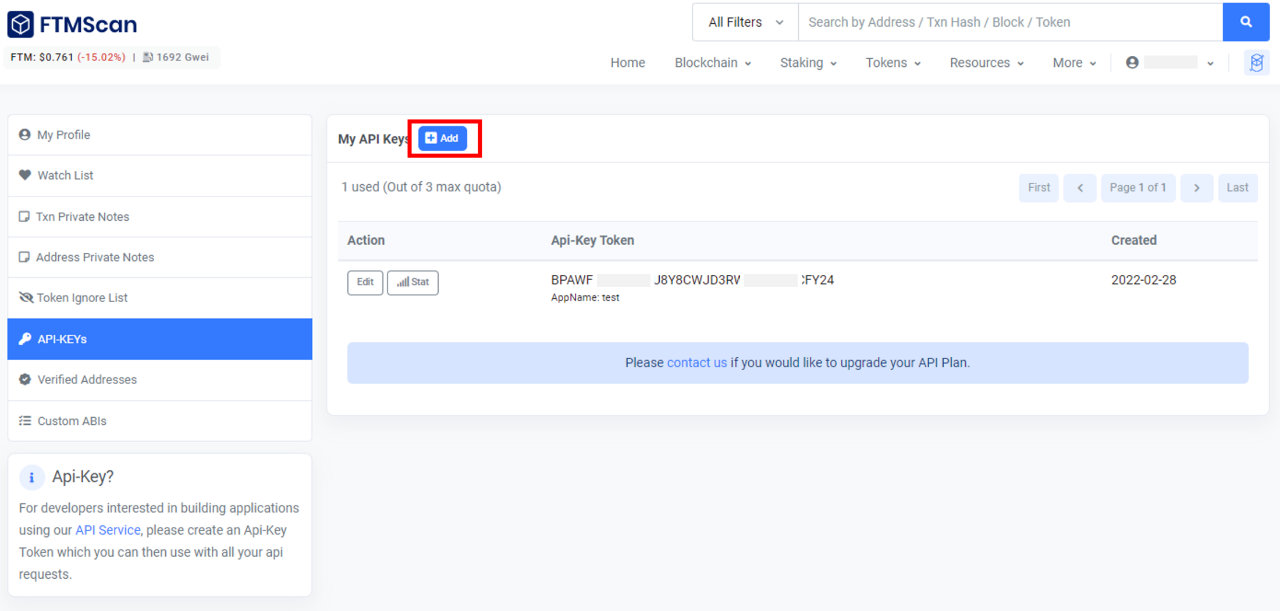 FTMScan
All Filters
Search by Address / Txn Hash / Block / Token
FTM: $0.761 (-15.02%) | 1692 Gwei
Home Blockchain Staking Tokens Resources More
My Profile
Watch List
Txn Private Notes
Address Private Notes
Token Ignore List
API-KEYs
Verified Addresses
Custom ABIs
Api-Key?
For developers interested in building applications
using our API Service, please create an Api-Key
Token which you can then use with all your api
requests.
My API Keys Add
1 used (Out of 3 max quota)
First Page 1 of 1 Last
Action Api-Key Token Created
Edit Stat BPAWF J8Y8CWJD3RW FY24 2022-02-28
AppName: test
Please contact us if you would like to upgrade your API Plan.